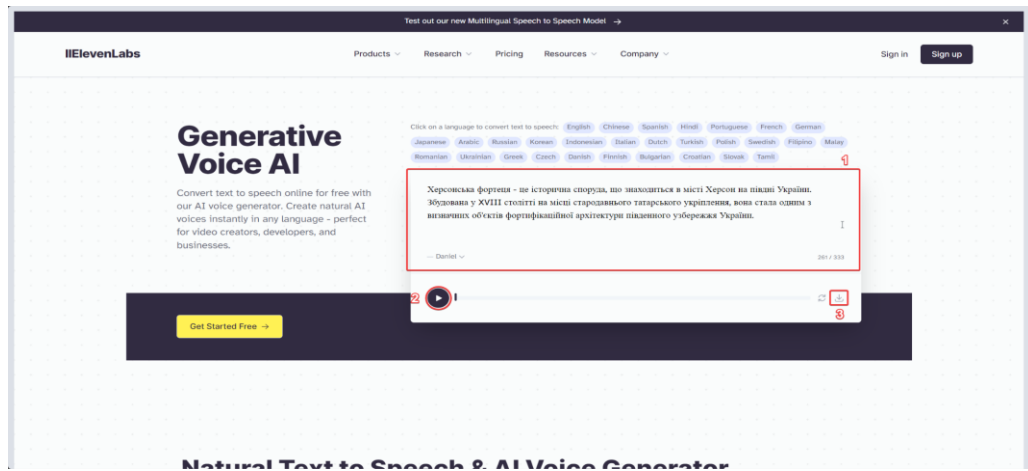 Test out our new Multilingual Speech to Speech Model →
IIElevenLabs
Products
Research
Pricing
Resources
Company
Sign in
Sign up
Generative
Voice AI
Convert text to speech online for free with
our AI voice generator. Create natural AI
voices instantly in any language - perfect
for video creators, developers, and
businesses.
Get Started Free →
Click on a language to convert text to speech: English Chinese Spanish Hindi Portuguese French German
Japanese Arabic Russian Korean Indonesian Italian Dutch Turkish Polish Swedish Filipino Malay
Romanian Ukrainian Greek Czech Danish Finnish Bulgarian Croatian Slovak Tamil
1
Херсонська фортеця - це історична споруда, що знаходиться в місті Херсон на півдні України.
Збудована у XVIII столітті на місці стародавнього татарського укріплення, вона стала одним з
визначних об'єктів фортифікаційної архітектури південного узбережжя України.
— Daniel
261 / 333
2
3
Natural Text to Speech & AI Voice Generator